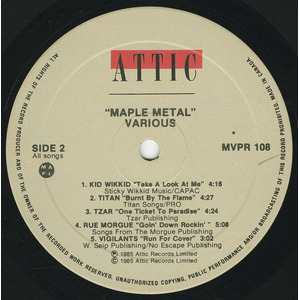 ATTIC
"MAPLE METAL"
VARIOUS
SIDE 2
All songs
MVPR 108
M A P L
1. KID WIKKID "Take A Look At Me" 4:16
Sticky Wikkid Music/CAPAC
2. TITAN "Burnt By The Flame" 4:27
Titan Songs/PRO
3. TZAR "One Ticket To Paradise" 4:34
Tzar Publishing
4. RUE MORGUE "Goin' Down Rockin'" 5:08
Songs From The Morgue Publishing
5. VIGILANTS "Run For Cover" 3:02
W. Seip Publishing/No Escape Publishing
℗ 1985 Attic Records Limited.
© 1985 Attic Records Limited.
ALL RIGHTS OF THE RECORD PRODUCER AND OF THE OWNER OF THE RECORDED WORK RESERVED. UNAUTHORIZED COPYING, PUBLIC PERFORMANCE AND/OR BROADCASTING OF THIS RECORD PROHIBITED.
MADE IN CANADA.